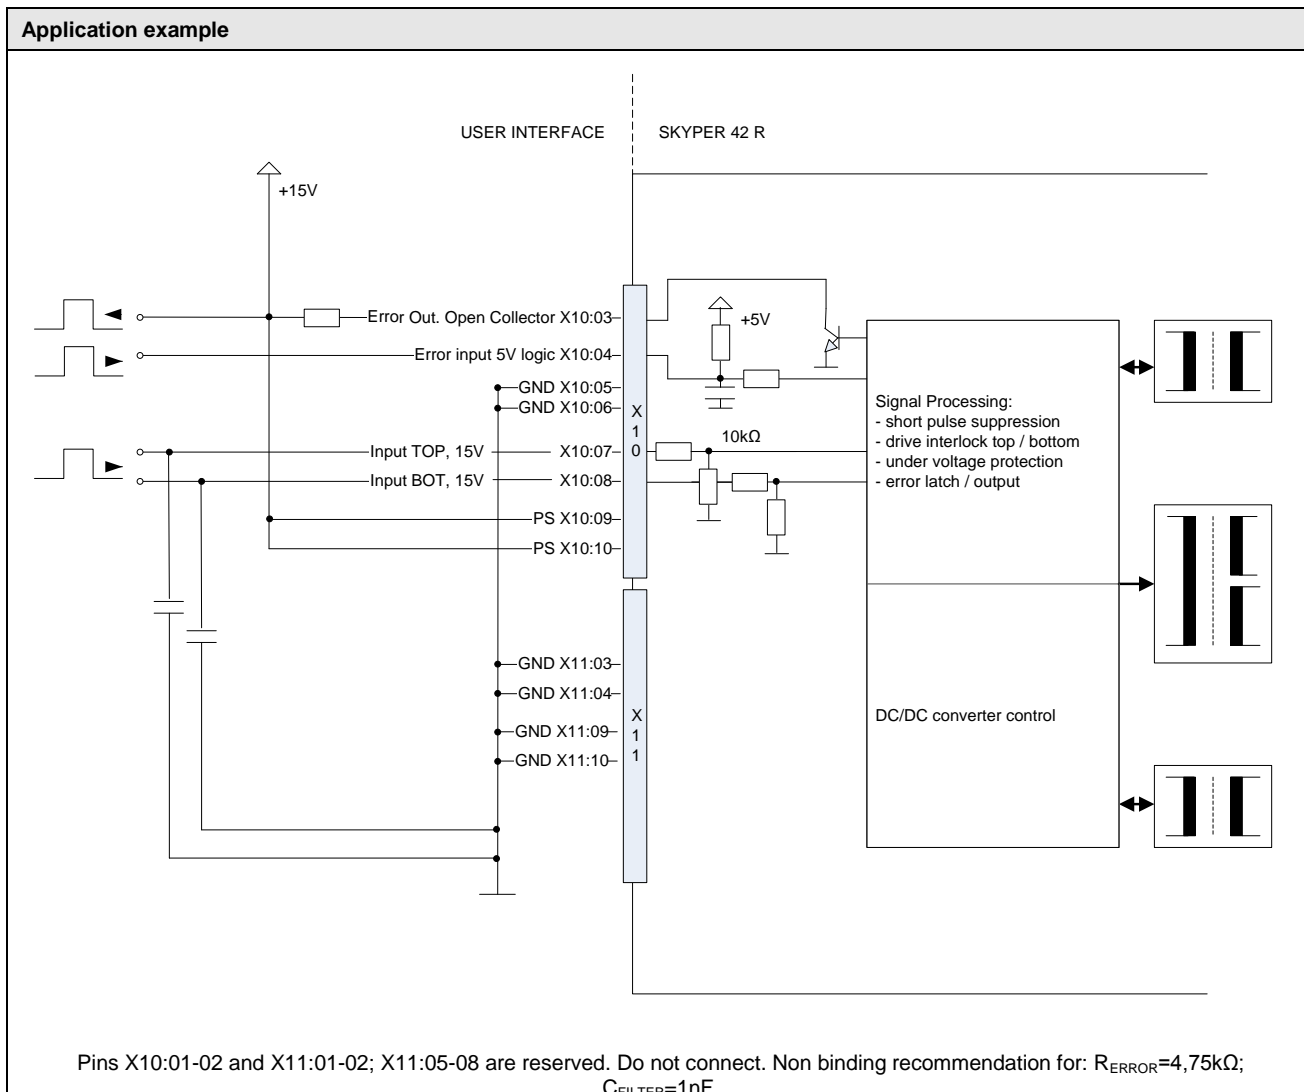 Application example
USER INTERFACE
SKYPER 42 R
+15V
Error Out. Open Collector X10:03
+5V
Error input 5V logic X10:04
GND X10:05
GND X10:06
X
1
0
10kΩ
Input TOP, 15V
X10:07
Input BOT, 15V
X10:08
PS X10:09
PS X10:10
Signal Processing:
- short pulse suppression
- drive interlock top / bottom
- under voltage protection
- error latch / output
GND X11:03
GND X11:04
GND X11:09
GND X11:10
X
1
1
DC/DC converter control
Pins X10:01-02 and X11:01-02; X11:05-08 are reserved. Do not connect. Non binding recommendation for: RERROR=4,75kΩ;
CFILTER=1nF